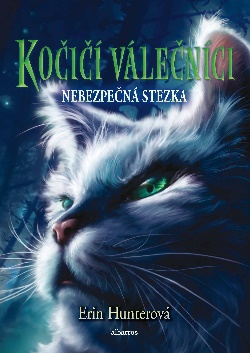 KOČIČÍ VÁLEČNÍCI
NEBEZPEČNÁ STEZKA
Erin Hunterová
albatros